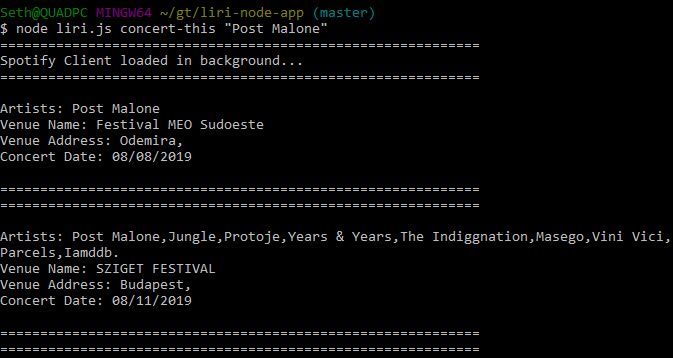 Seth@QUADPC MINGW64 ~/gt/liri-node-app (master)
$ node liri.js concert-this "Post Malone"
============================================================
Spotify Client loaded in background...
============================================================
Artists: Post Malone
Venue Name: Festival MEO Sudoeste
Venue Address: Odemira,
Concert Date: 08/08/2019
============================================================
============================================================
Artists: Post Malone,Jungle,Protoje,Years & Years,The Indiggnation,Masego,Vini Vici,
Parcels,Iamddb.
Venue Name: SZIGET FESTIVAL
Venue Address: Budapest,
Concert Date: 08/11/2019
============================================================
============================================================